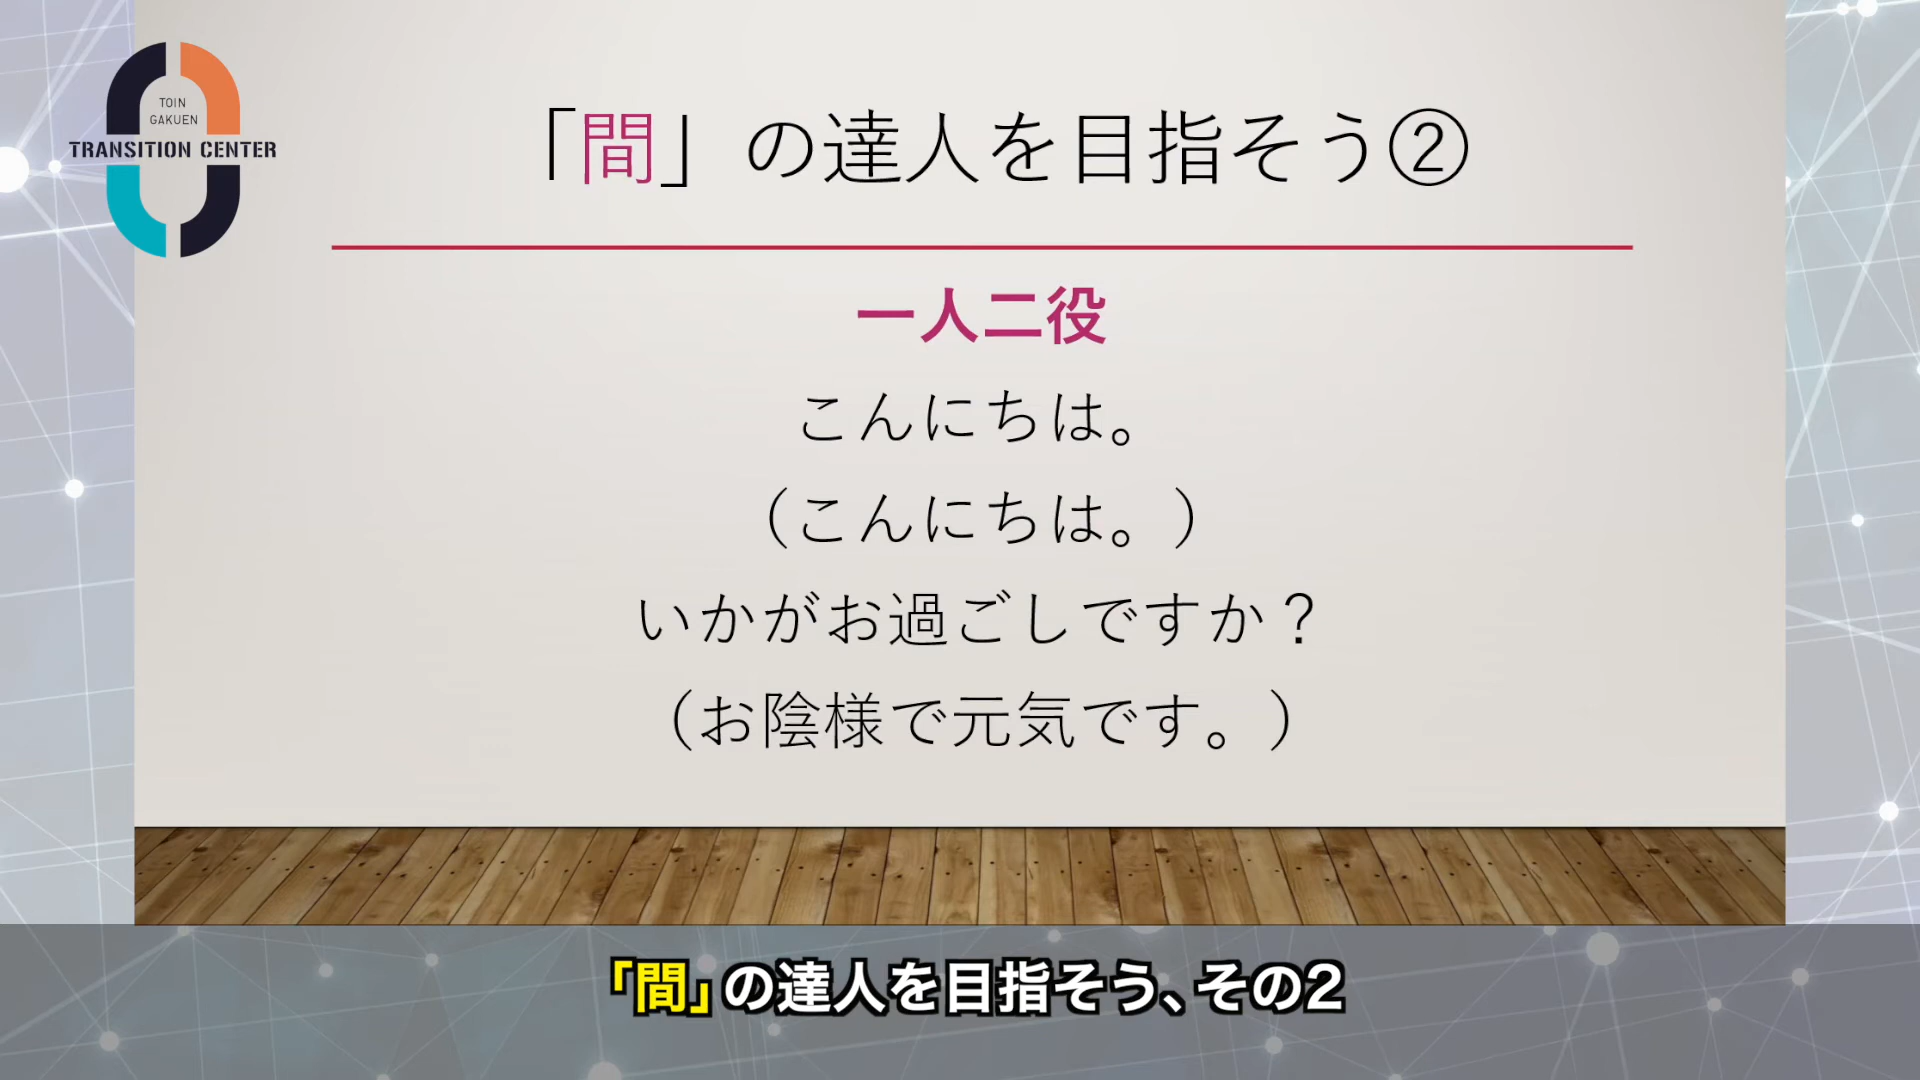 TOIN
GAKUEN
TRANSITION CENTER
「間」の達人を目指そう②
一人二役
こんにちは。
（こんにちは。）
いかがお過ごしですか？
（お陰様で元気です。）
「間」の達人を目指そう、その2